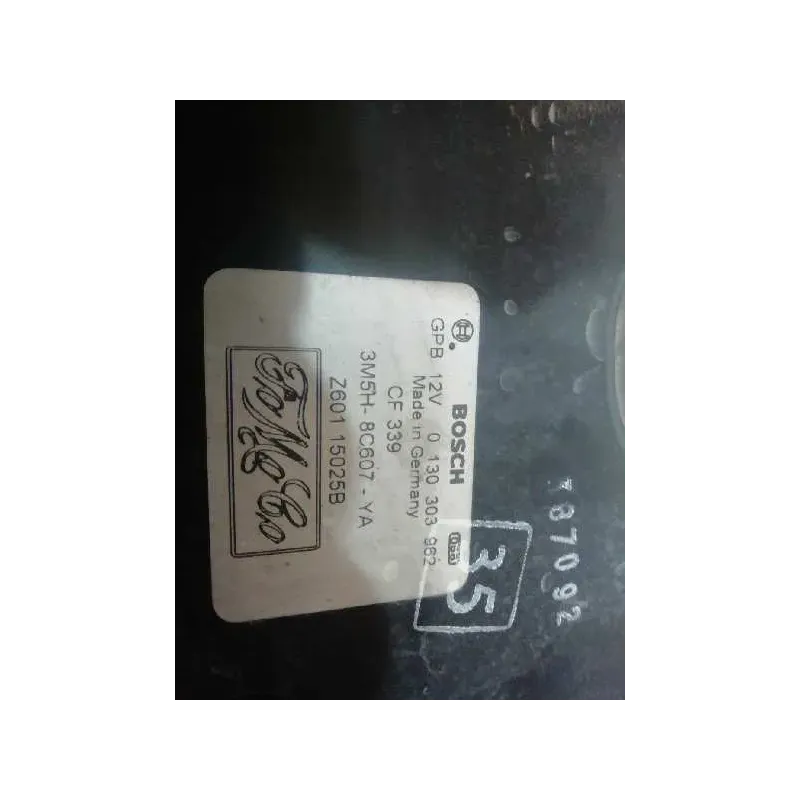 BOSCH
GPB 12V 0 130 303 962
Made in Germany
CF 339
3M5H-8C607-YA
Z601 15025B
FoMoCo
35
787092